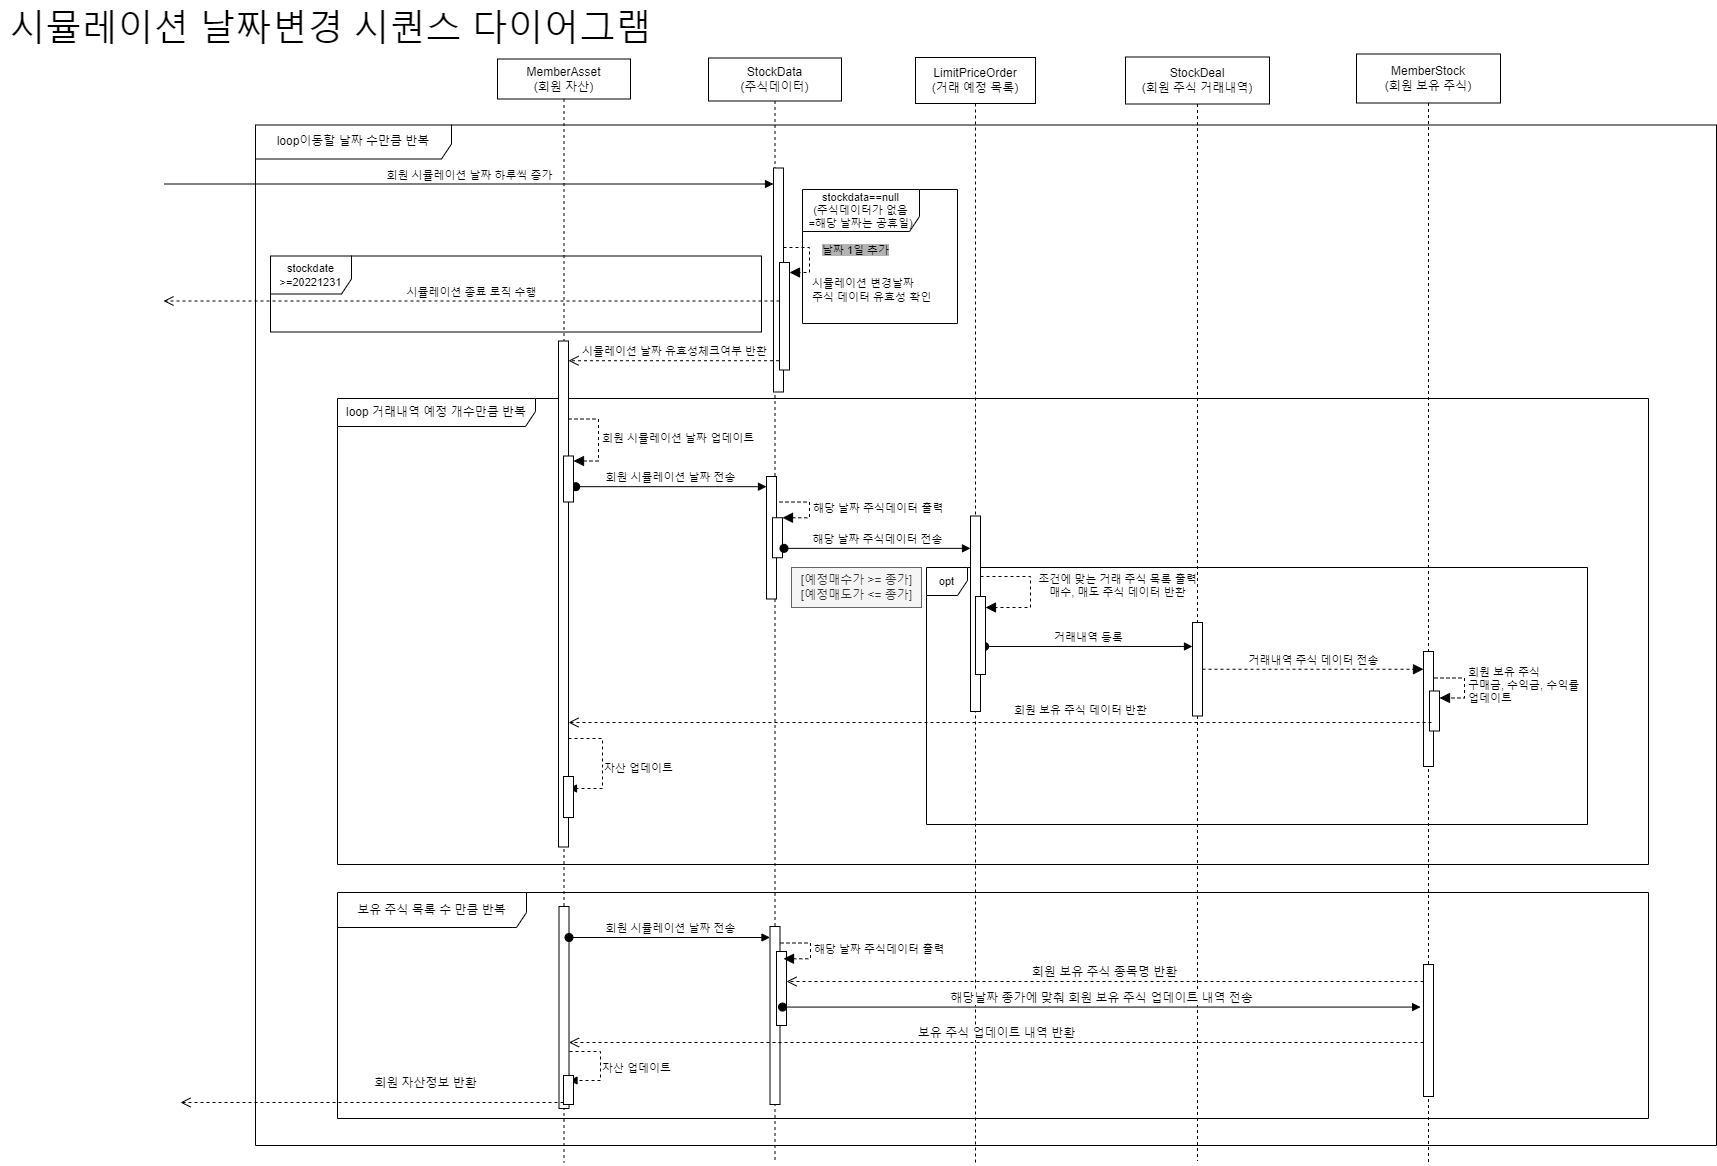 시뮬레이션 날짜변경 시퀀스 다이어그램
MemberAsset
(회원 자산)
StockData
(주식데이터)
LimitPriceOrder
(거래 예정 목록)
StockDeal
(회원 주식 거래내역)
MemberStock
(회원 보유 주식)
loop이동할 날짜 수만큼 반복
회원 시뮬레이션 날짜 하루씩 증가
stockdata==null
(주식데이터가 없음
=해당 날짜는 공휴일)
날짜 1일 추가
시뮬레이션 변경날짜
주식 데이터 유효성 확인
stockdate
>=20221231
시뮬레이션 종료 로직 수행
시뮬레이션 날짜 유효성체크여부 반환
loop 거래내역 예정 개수만큼 반복
회원 시뮬레이션 날짜 업데이트
회원 시뮬레이션 날짜 전송
해당 날짜 주식데이터 출력
해당 날짜 주식데이터 전송
[예정매수가 >= 종가]
[예정매도가 <= 종가]
opt
조건에 맞는 거래 주식 목록 출력
매수, 매도 주식 데이터 반환
거래내역 등록
거래내역 주식 데이터 전송
회원 보유 주식
구매금, 수익금, 수익률
업데이트
회원 보유 주식 데이터 반환
자산 업데이트
보유 주식 목록 수 만큼 반복
회원 시뮬레이션 날짜 전송
해당 날짜 주식데이터 출력
회원 보유 주식 종목명 반환
해당날짜 종가에 맞춰 회원 보유 주식 업데이트 내역 전송
보유 주식 업데이트 내역 반환
자산 업데이트
회원 자산정보 반환